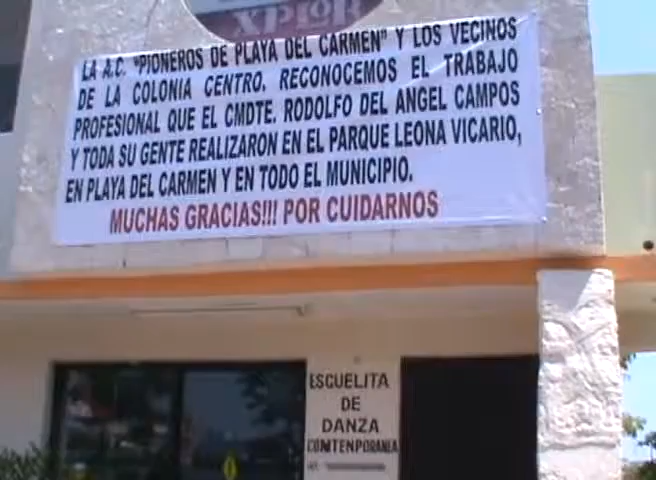 XPlOR
LA A.C. "PIONEROS DE PLAYA DEL CARMEN" Y LOS VECINOS
DE LA COLONIA CENTRO. RECONOCEMOS EL TRABAJO
PROFESIONAL QUE EL CMDTE. RODOLFO DEL ANGEL CAMPOS
Y TODA SU GENTE REALIZARON EN EL PARQUE LEONA VICARIO,
EN PLAYA DEL CARMEN Y EN TODO EL MUNICIPIO.
MUCHAS GRACIAS!!! POR CUIDARNOS
ESCUELITA
DE
DANZA
COMTEMPORANEA